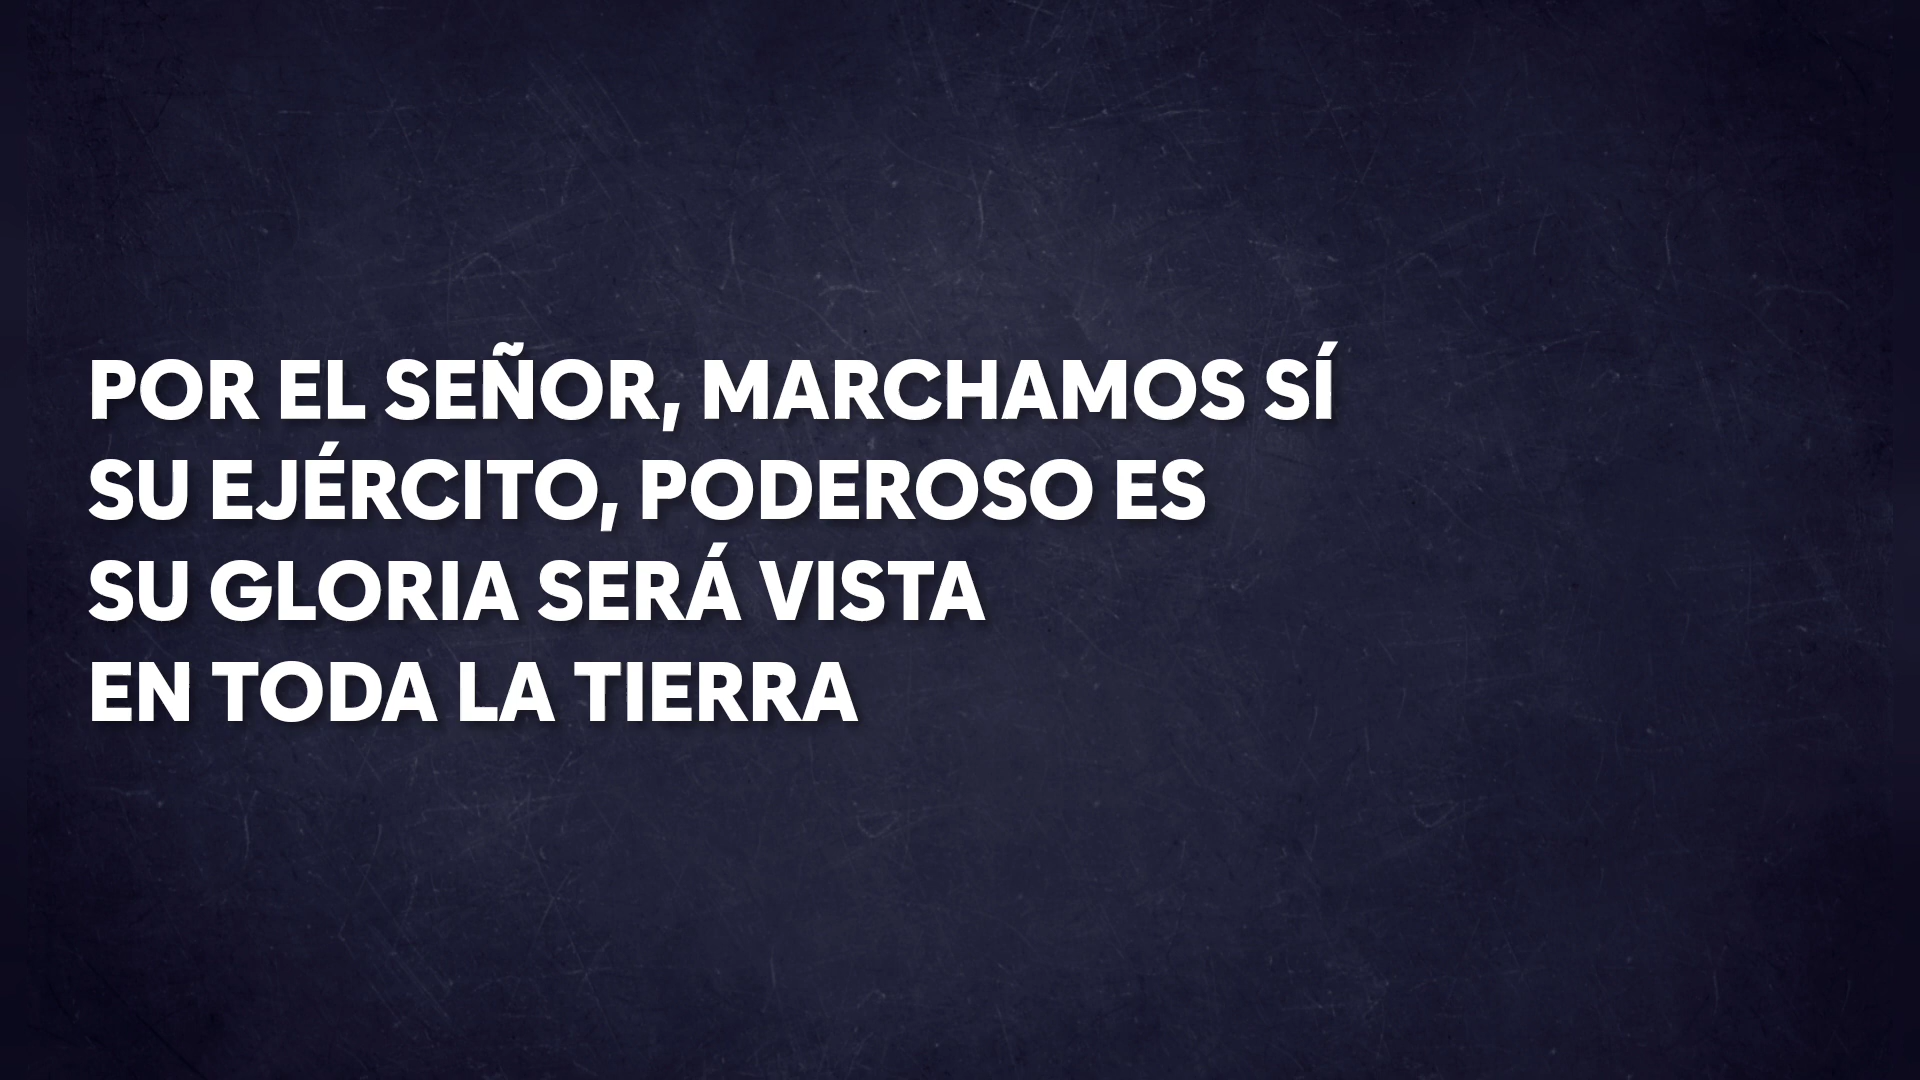 POR EL SEÑOR, MARCHAMOS SÍ
SU EJÉRCITO, PODEROSO ES
SU GLORIA SERÁ VISTA
EN TODA LA TIERRA